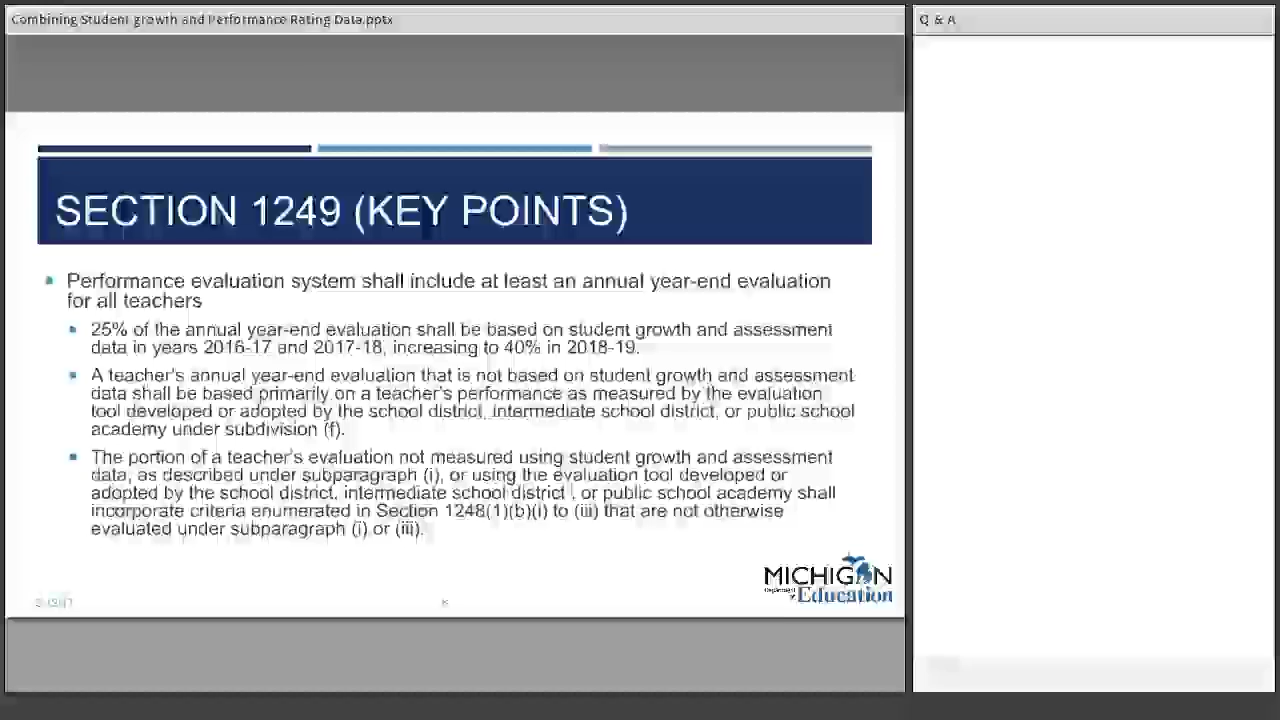 Combining Student growth and Performance Rating Data.pptx
Q & A
SECTION 1249 (KEY POINTS)
Performance evaluation system shall include at least an annual year-end evaluation
for all teachers
25% of the annual year-end evaluation shall be based on student growth and assessment
data in years 2016-17 and 2017-18, increasing to 40% in 2018-19.
A teacher's annual year-end evaluation that is not based on student growth and assessment
data shall be based primarily on a teacher's performance as measured by the evaluation
tool developed or adopted by the school district, intermediate school district, or public school
academy under subdivision (f).
The portion of a teacher's evaluation not measured using student growth and assessment
data, as described under subparagraph (i), or using the evaluation tool developed or
adopted by the school district, intermediate school district , or public school academy shall
incorporate criteria enumerated in Section 1248(1)(b)(i) to (iii) that are not otherwise
evaluated under subparagraph (i) or (iii).
MICHIGAN
Department
of Education